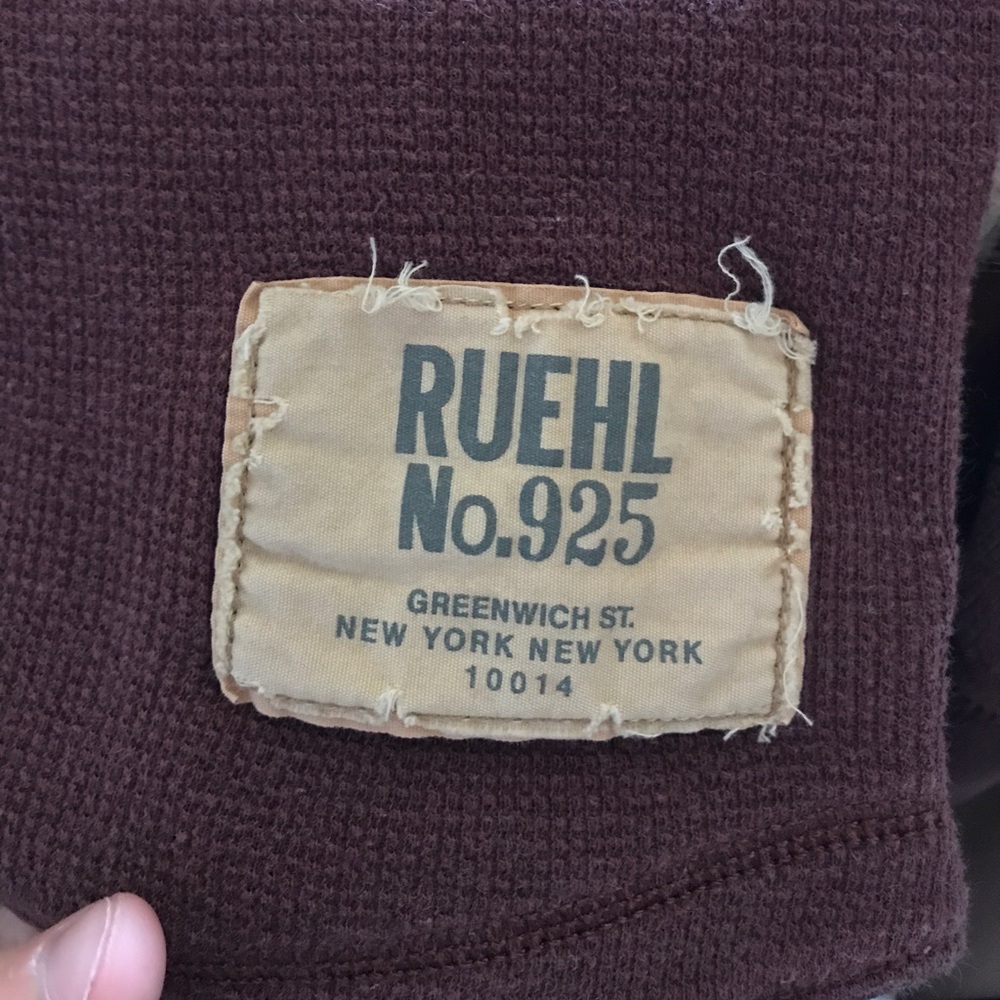 RUEHL
No.925
GREENWICH ST.
NEW YORK NEW YORK
10014